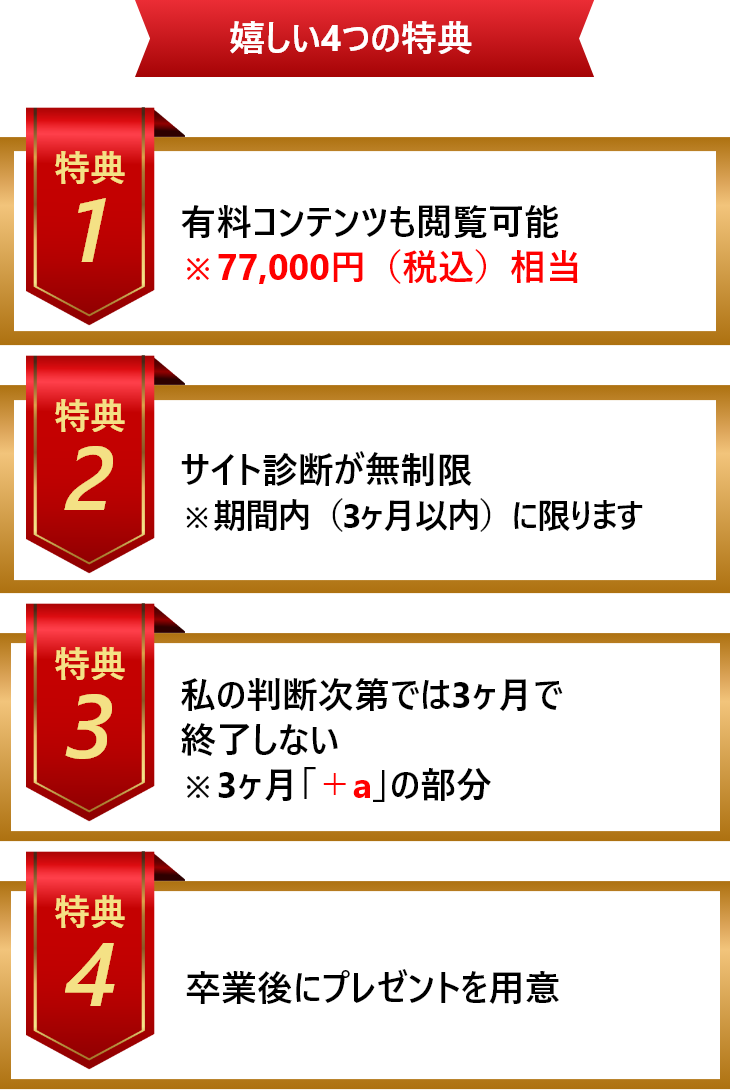 嬉しい4つの特典
特典
1
有料コンテンツも閲覧可能
※77,000円（税込）相当
特典
2
サイト診断が無制限
※期間内（3ヶ月以内）に限ります
特典
3
私の判断次第では3ヶ月で
終了しない
※3ヶ月「＋a」の部分
特典
4
卒業後にプレゼントを用意